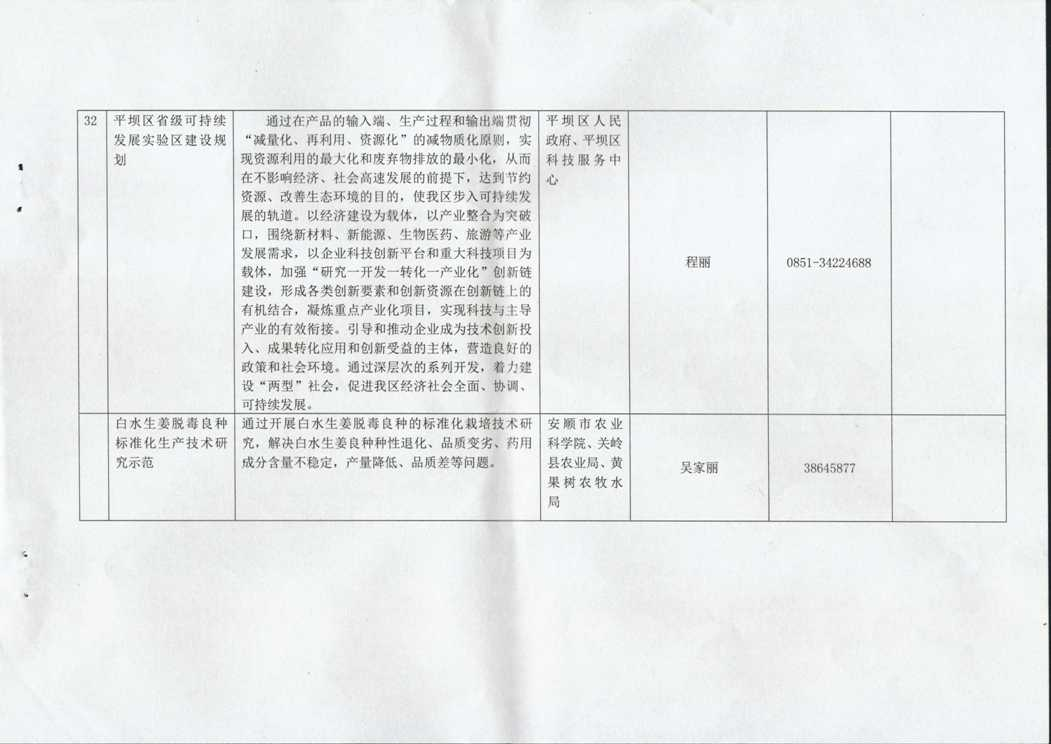 32
平坝区省级可持续
发展实验区建设规
划
通过在产品的输入端、生产过程和输出端贯彻
“减量化、再利用、资源化”的减物质化原则，实
现资源利用的最大化和废弃物排放的最小化，从而
在不影响经济、社会高速发展的前提下，达到节约
资源、改善生态环境的目的，使我区步入可持续发
展的轨道。以经济建设为载体，以产业整合为突破
口，围绕新材料、新能源、生物医药、旅游等产业
发展需求，以企业科技创新平台和重大科技项目为
载体，加强“研究一开发一转化一产业化”创新链
建设，形成各类创新要素和创新资源在创新链上的
有机结合，凝炼重点产业化项目，实现科技与主导
产业的有效衔接。引导和推动企业成为技术创新投
入、成果转化应用和创新受益的主体，营造良好的
政策和社会环境。通过深层次的系列开发，着力建
设“两型”社会，促进我区经济社会全面、协调、
可持续发展。
平坝区人民
政府、平坝区
科技服务中
心
程丽
0851-34224688
白水生姜脱毒良种
标准化生产技术研
究示范
通过开展白水生姜脱毒良种的标准化栽培技术研
究，解决白水生姜良种种性退化、品质变劣、药用
成分含量不稳定，产量降低、品质差等问题。
安顺市农业
科学院、关岭
县农业局、黄
果树农牧水
局
吴家丽
38645877